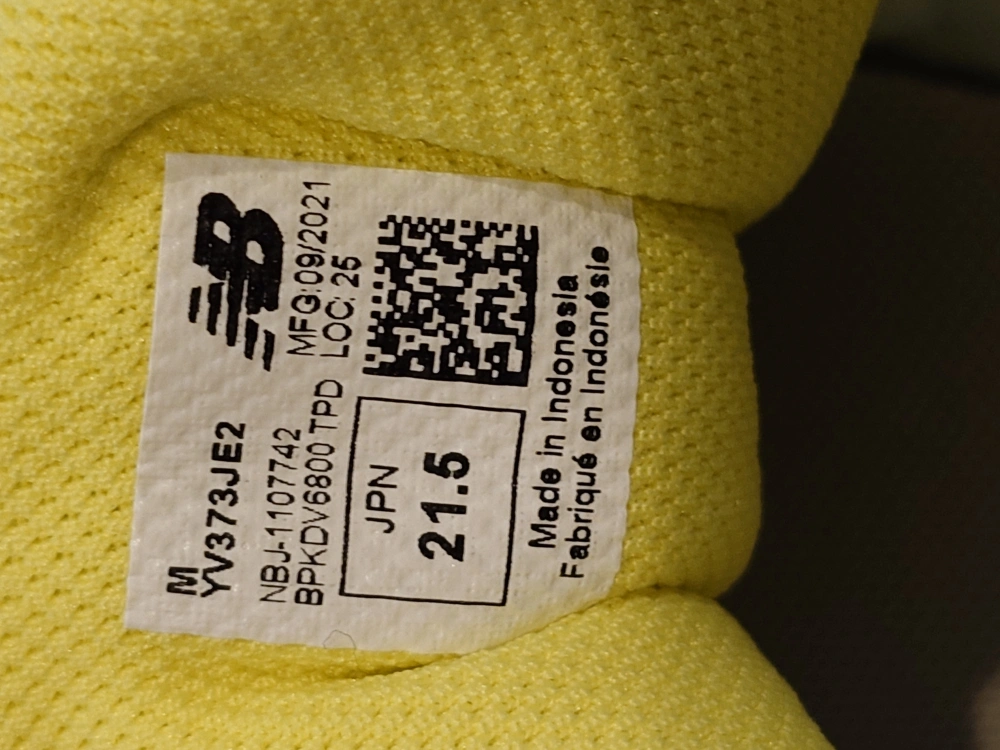 NB
M
YV373JE2
NBJ-1107742
MFG:09/2021
BPKDV6800 TPD
LOC: 25
JPN
21.5
Made in Indonesia
Fabriqué en Indonésie